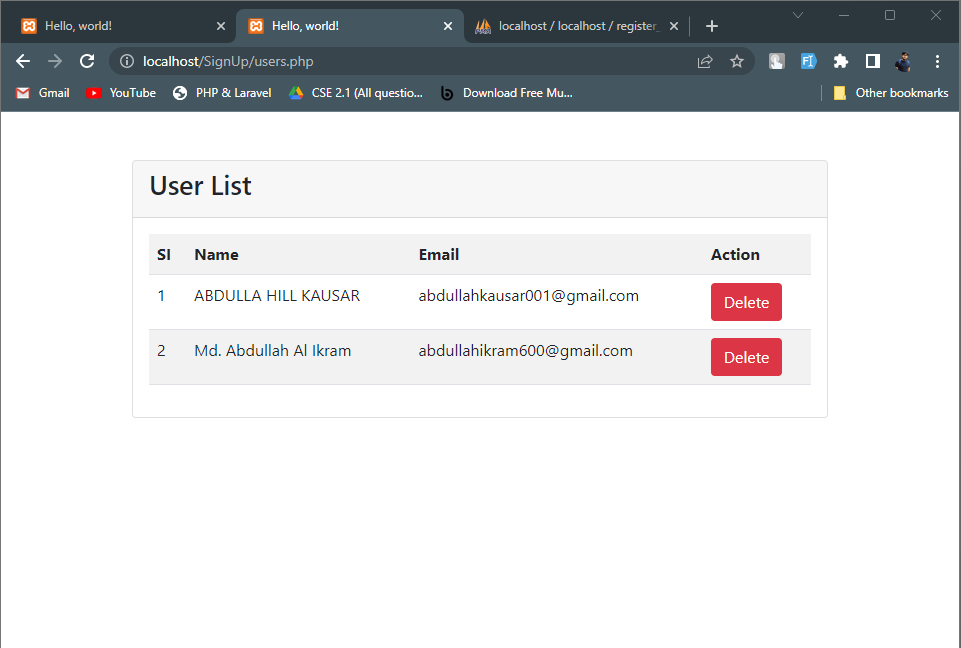 Hello, world!
Hello, world!
localhost / localhost / register_
localhost/SignUp/users.php
Gmail
YouTube
PHP & Laravel
CSE 2.1 (All questio...
Download Free Mu...
Other bookmarks
User List
Sl Name Email Action
1 ABDULLA HILL KAUSAR abdullahkausar001@gmail.com Delete
2 Md. Abdullah Al Ikram abdullahikram600@gmail.com Delete